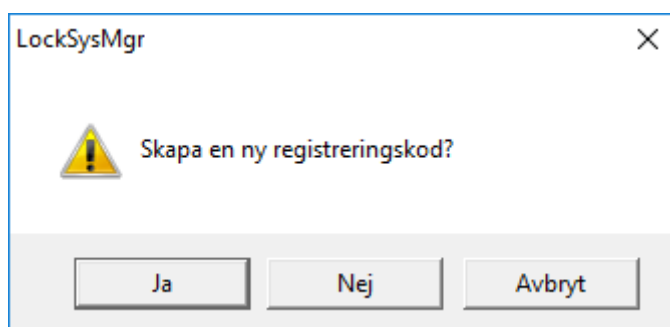 LockSysMgr
Skapa en ny registreringskod?
Ja
Nej
Avbryt